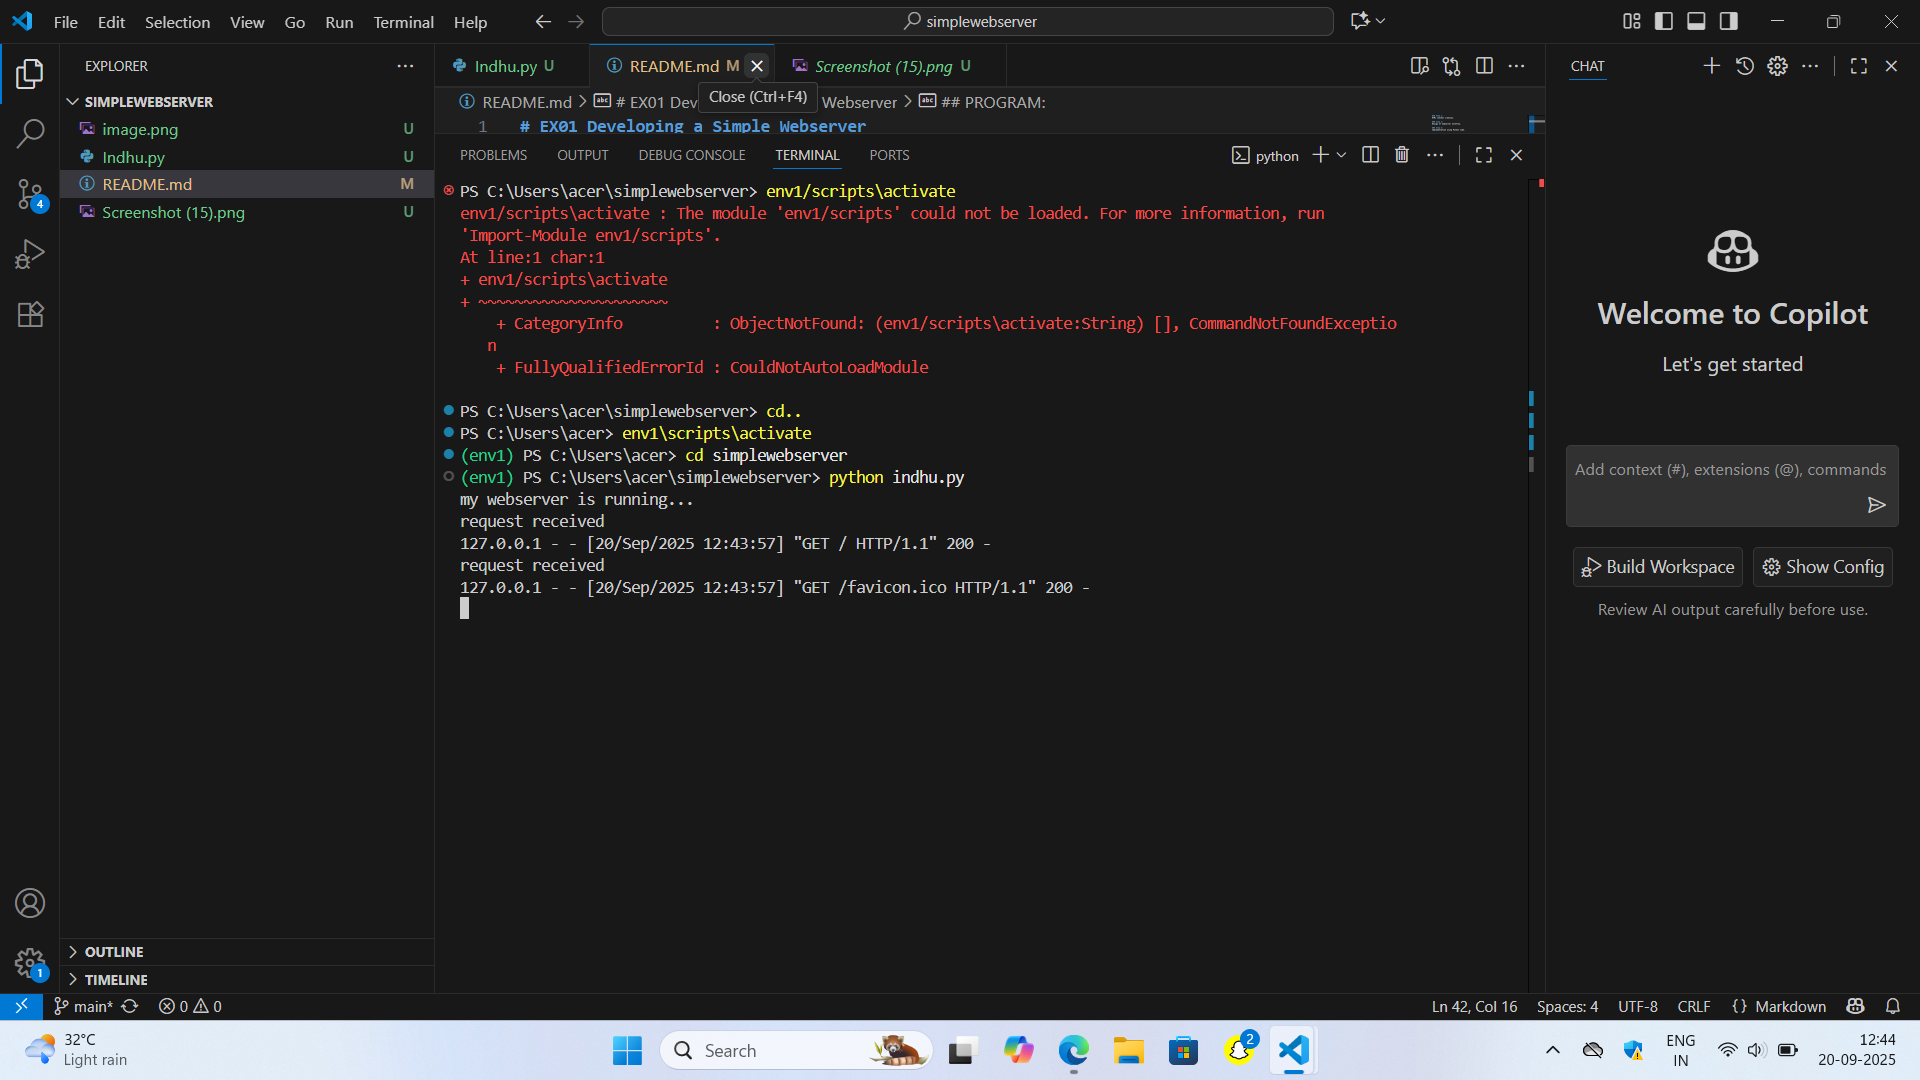 File Edit Selection View Go Run Terminal Help
simplewebserver
EXPLORER
SIMPLEWEBSERVER
image.png U
Indhu.py U
README.md M
Screenshot (15).png U
4
OUTLINE
TIMELINE
1
Indhu.py U README.md M Screenshot (15).png U
README.md > # EX01 Dev Webserver > ## PROGRAM:
Close (Ctrl+F4)
1 # EX01 Developing a Simple Webserver
PROBLEMS OUTPUT DEBUG CONSOLE TERMINAL PORTS
python
PS C:\Users\acer\simplewebserver> env1/scripts\activate
env1/scripts\activate : The module 'env1/scripts' could not be loaded. For more information, run
'Import-Module env1/scripts'.
At line:1 char:1
+ env1/scripts\activate
+ ~~~~~~~~~~~~~~~~~~~~~
+ CategoryInfo : ObjectNotFound: (env1/scripts\activate:String) [], CommandNotFoundExceptio
n
+ FullyQualifiedErrorId : CouldNotAutoLoadModule
PS C:\Users\acer\simplewebserver> cd..
PS C:\Users\acer> env1\scripts\activate
(env1) PS C:\Users\acer> cd simplewebserver
(env1) PS C:\Users\acer\simplewebserver> python indhu.py
my webserver is running...
request received
127.0.0.1 - - [20/Sep/2025 12:43:57] "GET / HTTP/1.1" 200 -
request received
127.0.0.1 - - [20/Sep/2025 12:43:57] "GET /favicon.ico HTTP/1.1" 200 -
CHAT
Welcome to Copilot
Let's get started
Add context (#), extensions (@), commands
Build Workspace Show Config
Review AI output carefully before use.
main* 0 0
Ln 42, Col 16 Spaces: 4 UTF-8 CRLF {} Markdown
32°C
Light rain
Search
2
ENG
IN
12:44
20-09-2025